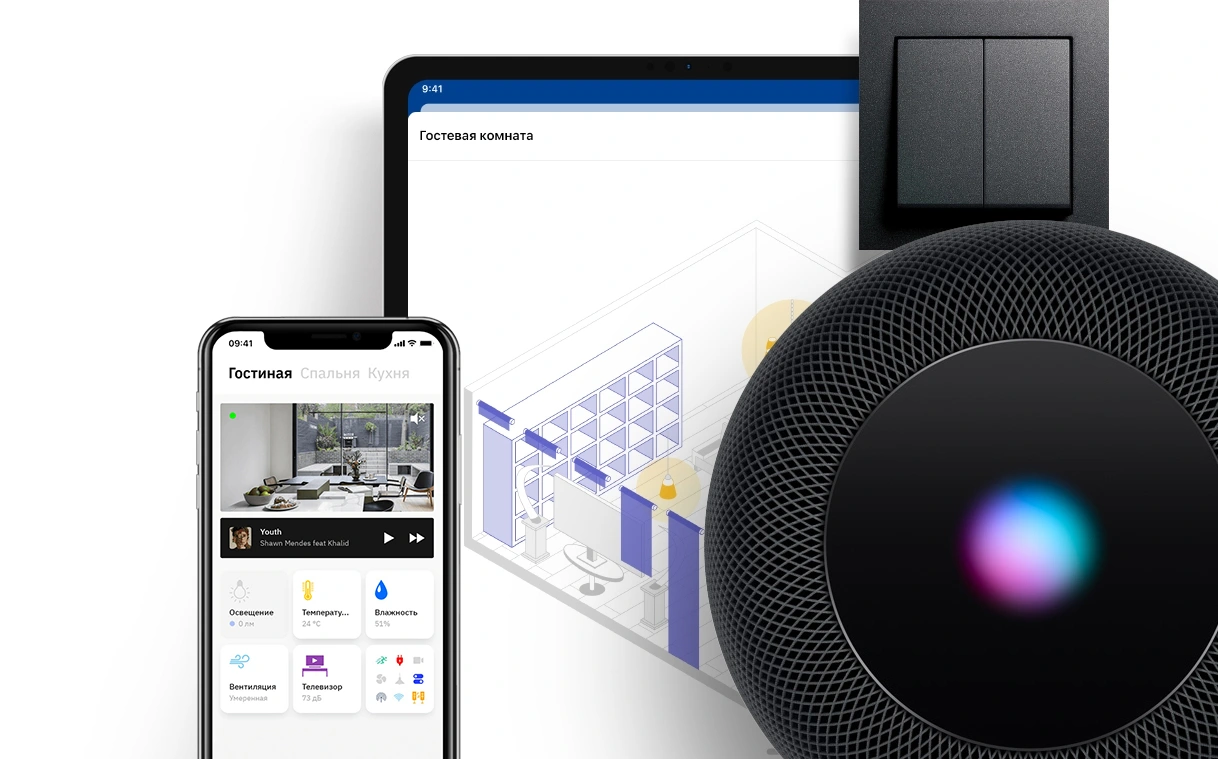 9:41
Гостевая комната
09:41
Гостиная Спальня Кухня
Youth
Shawn Mendes feat Khalid
Освещение
0 лм
Температу...
24 °C
Влажность
51%
Вентиляция
Умеренная
Телевизор
73 дБ